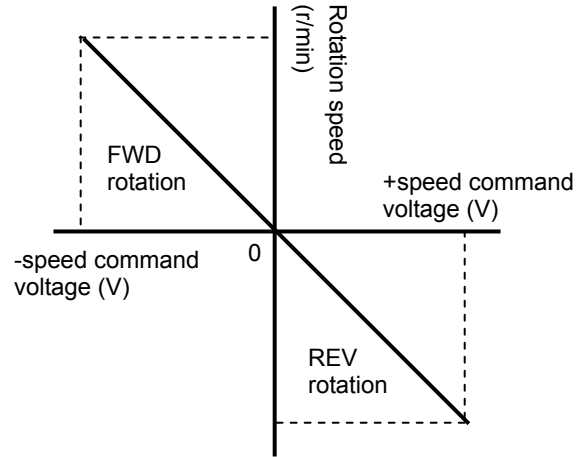 Rotation speed
(r/min)
FWD
rotation
+speed command
voltage (V)
0
-speed command
voltage (V)
REV
rotation